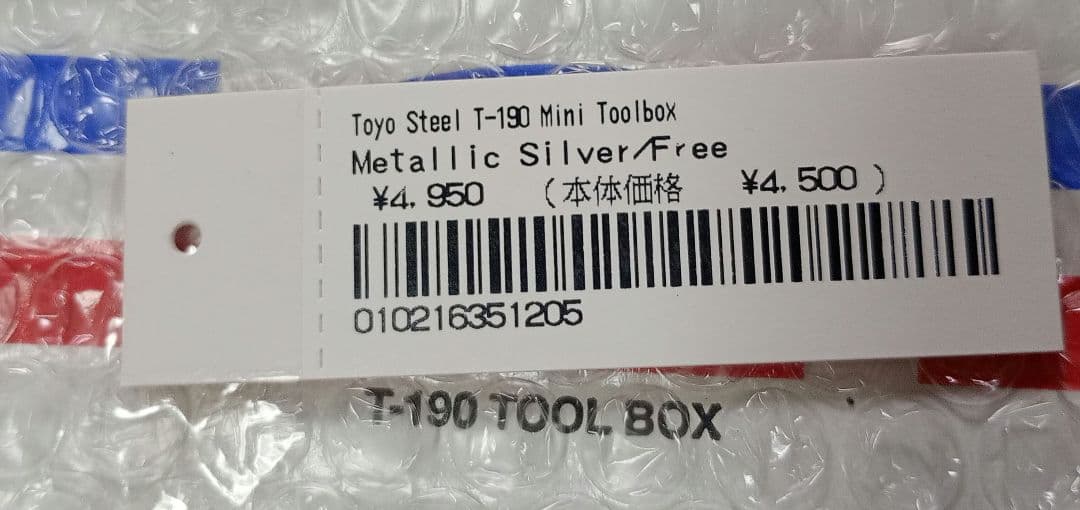 Toyo Steel T-190 Mini Toolbox
Metallic Silver/Free
¥4,950 (本体価格 ¥4,500)
010216351205
T-190 TOOL BOX